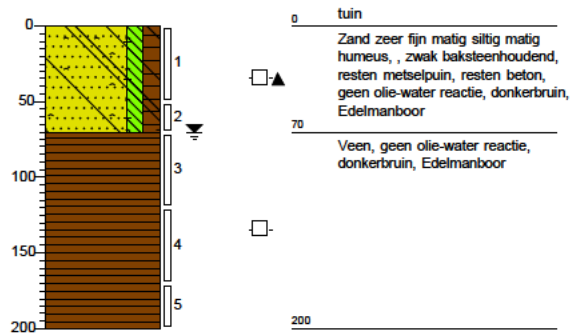 0
50
100
150
200
1
2
3
4
5
0
tuin
Zand zeer fijn matig siltig matig
humeus, , zwak baksteenhoudend,
resten metselpuin, resten beton,
geen olie-water reactie, donkerbruin,
Edelmanboor
70
Veen, geen olie-water reactie,
donkerbruin, Edelmanboor
200